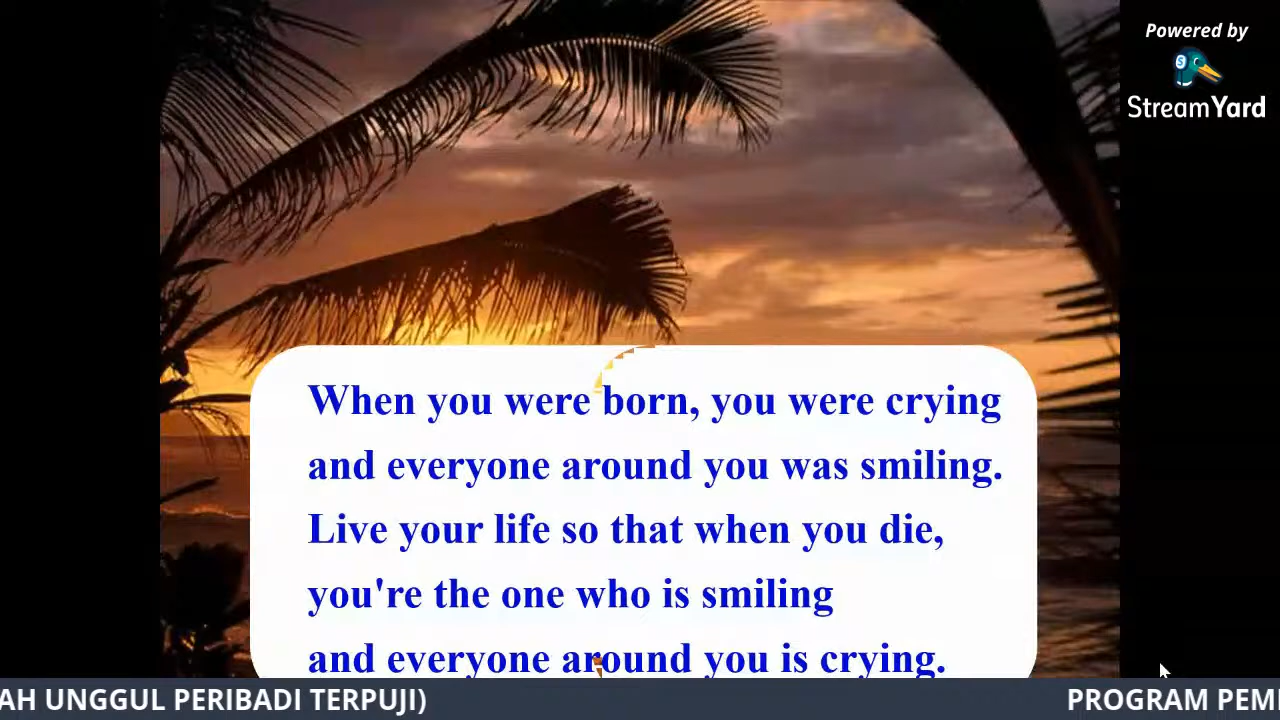 Powered by
StreamYard
When you were born, you were crying
and everyone around you was smiling.
Live your life so that when you die,
you're the one who is smiling
and everyone around you is crying.
UNGGUL PERIBADI TERPUJI)
PROGRAM